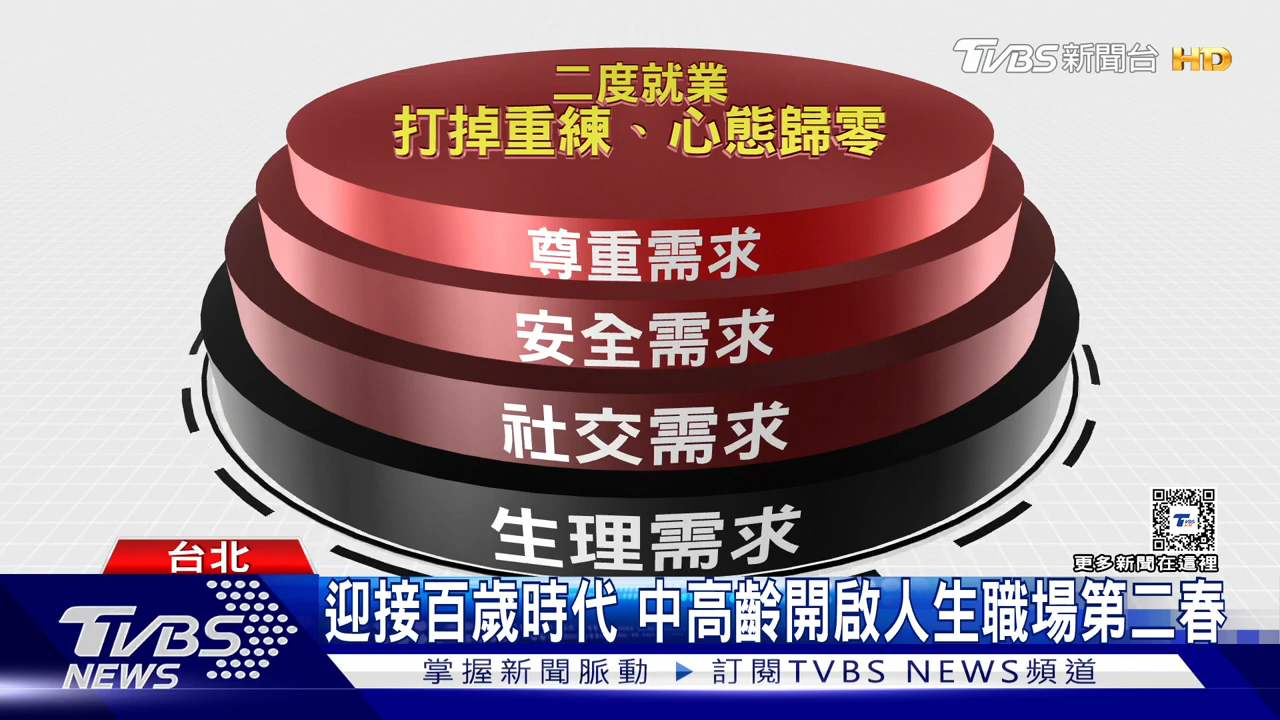 TVBS新聞台 HD
二度就業
打掉重練、心態歸零
尊重需求
安全需求
社交需求
生理需求
TVBS
更多新聞在這裡
台北
迎接百歲時代 中高齡開啟人生職場第二春
TVBS
NEWS
掌握新聞脈動 ▶ 訂閱TVBS NEWS頻道